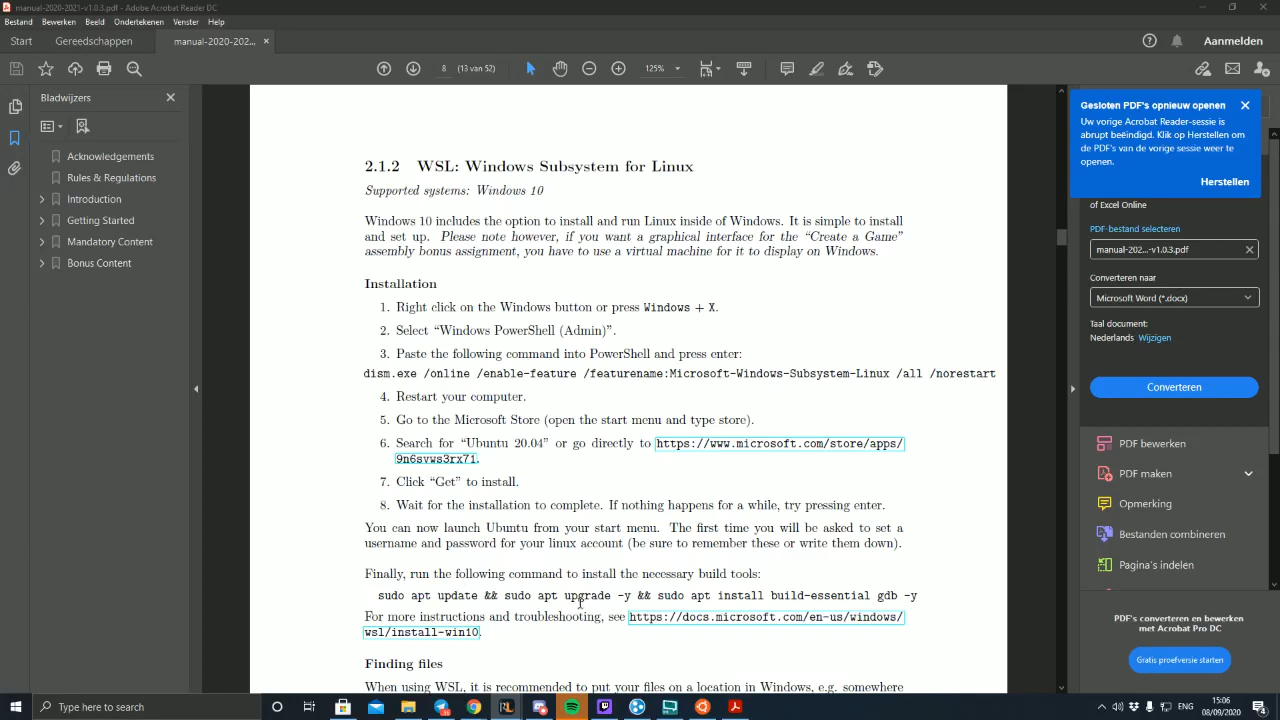 manual-2020-2021-v1.0.3.pdf - Adobe Acrobat Reader DC
Bestand Bewerken Beeld Ondertekenen Venster Help
Start Gereedschappen manual-2020-202... × Aanmelden
8 (13 van 52) 125%
Bladwijzers
Acknowledgements
Rules & Regulations
Introduction
Getting Started
Mandatory Content
Bonus Content
2.1.2 WSL: Windows Subsystem for Linux
Supported systems: Windows 10
Windows 10 includes the option to install and run Linux inside of Windows. It is simple to install
and set up. Please note however, if you want a graphical interface for the “Create a Game”
assembly bonus assignment, you have to use a virtual machine for it to display on Windows.
Installation
1. Right click on the Windows button or press Windows + X.
2. Select “Windows PowerShell (Admin)”.
3. Paste the following command into PowerShell and press enter:
dism.exe /online /enable-feature /featurename:Microsoft-Windows-Subsystem-Linux /all /norestart
4. Restart your computer.
5. Go to the Microsoft Store (open the start menu and type store).
6. Search for “Ubuntu 20.04” or go directly to https://www.microsoft.com/store/apps/
9n6svws3rx71.
7. Click “Get” to install.
8. Wait for the installation to complete. If nothing happens for a while, try pressing enter.
You can now launch Ubuntu from your start menu. The first time you will be asked to set a
username and password for your linux account (be sure to remember these or write them down).
Finally, run the following command to install the necessary build tools:
sudo apt update && sudo apt upgrade -y && sudo apt install build-essential gdb -y
For more instructions and troubleshooting, see https://docs.microsoft.com/en-us/windows/
wsl/install-win10.
Finding files
When using WSL, it is recommended to put your files on a location in Windows, e.g. somewhere
Gesloten PDF's opnieuw openen
Uw vorige Acrobat Reader-sessie is
abrupt beëindigd. Klik op Herstellen om
de PDF's van de vorige sessie weer te
openen.
Herstellen
of Excel Online
PDF-bestand selecteren
manual-202...-v1.0.3.pdf
Converteren naar
Microsoft Word (*.docx)
Taal document:
Nederlands Wijzigen
Converteren
PDF bewerken
PDF maken
Opmerking
Bestanden combineren
Pagina's indelen
PDF's converteren en bewerken
met Acrobat Pro DC
Gratis proefversie starten
Type here to search
15:06
08/09/2020